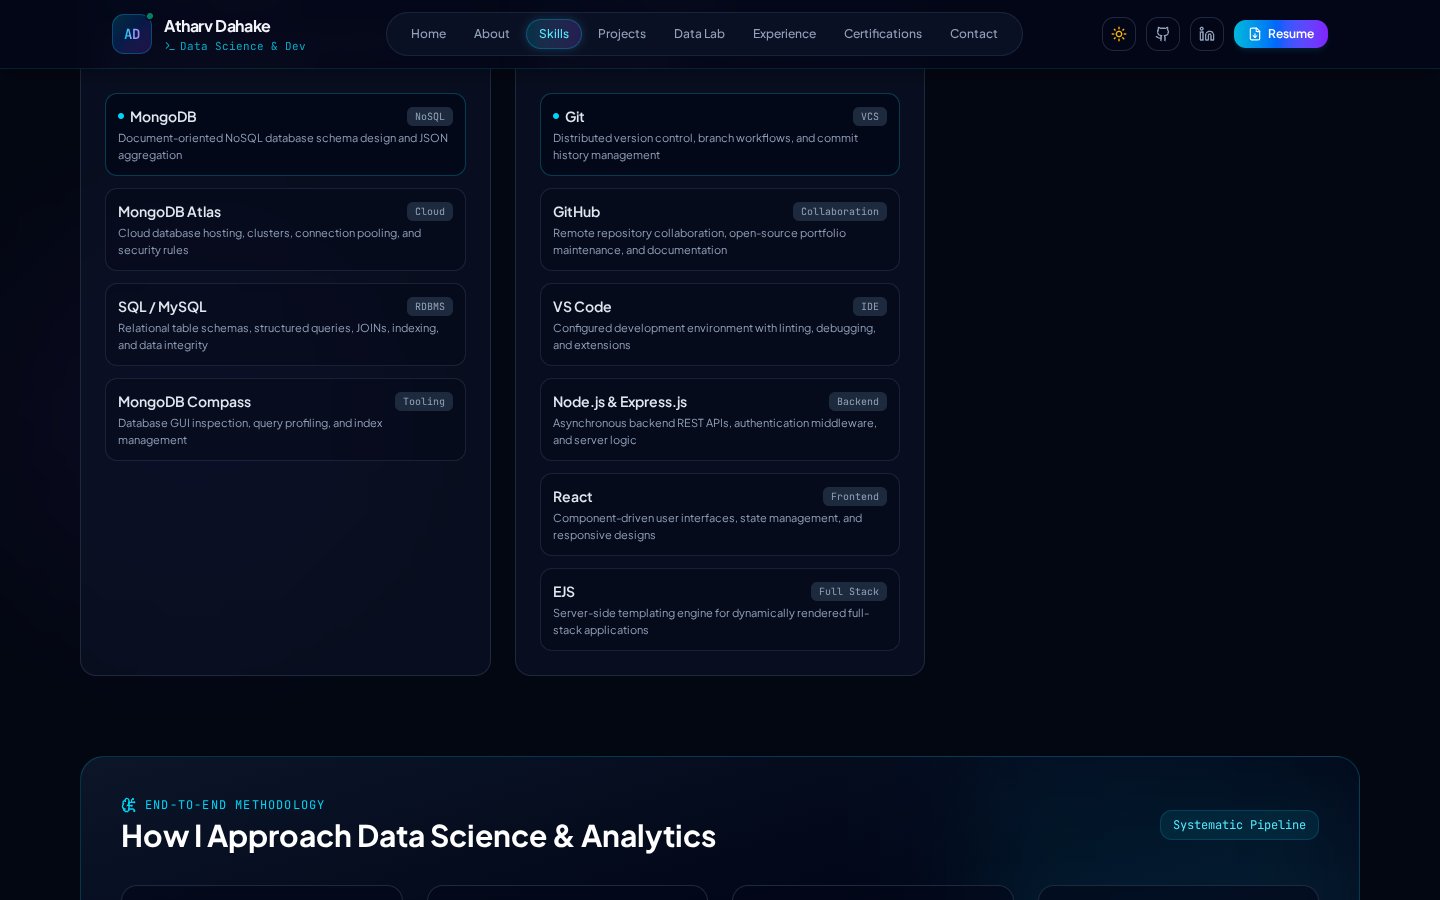 AD
Atharv Dahake
Data Science & Dev
Home
About
Skills
Projects
Data Lab
Experience
Certifications
Contact
Resume
MongoDB
NoSQL
Document-oriented NoSQL database schema design and JSON
aggregation
MongoDB Atlas
Cloud
Cloud database hosting, clusters, connection pooling, and
security rules
SQL / MySQL
RDBMS
Relational table schemas, structured queries, JOINs, indexing,
and data integrity
MongoDB Compass
Tooling
Database GUI inspection, query profiling, and index
management
Git
VCS
Distributed version control, branch workflows, and commit
history management
GitHub
Collaboration
Remote repository collaboration, open-source portfolio
maintenance, and documentation
VS Code
IDE
Configured development environment with linting, debugging,
and extensions
Node.js & Express.js
Backend
Asynchronous backend REST APIs, authentication middleware,
and server logic
React
Frontend
Component-driven user interfaces, state management, and
responsive designs
EJS
Full Stack
Server-side templating engine for dynamically rendered full-
stack applications
END-TO-END METHODOLOGY
How I Approach Data Science & Analytics
Systematic Pipeline